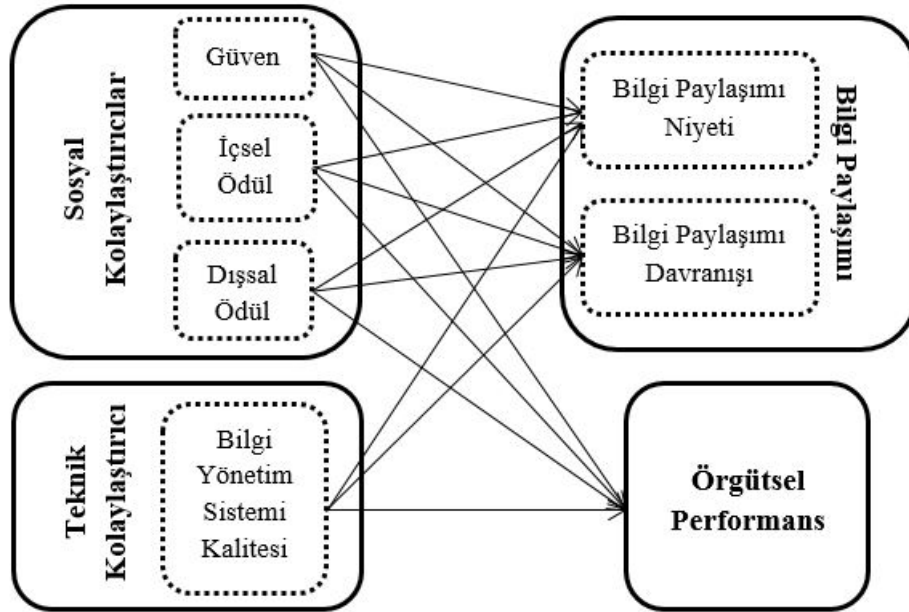 Sosyal
Kolaylaştırıcılar
Güven
İçsel
Ödül
Dışsal
Ödül
Teknik
Kolaylaştırıcı
Bilgi
Yönetim
Sistemi
Kalitesi
Bilgi Paylaşımı
Niyeti
Bilgi Paylaşımı
Davranışı
Bilgi Paylaşımı
Örgütsel
Performans